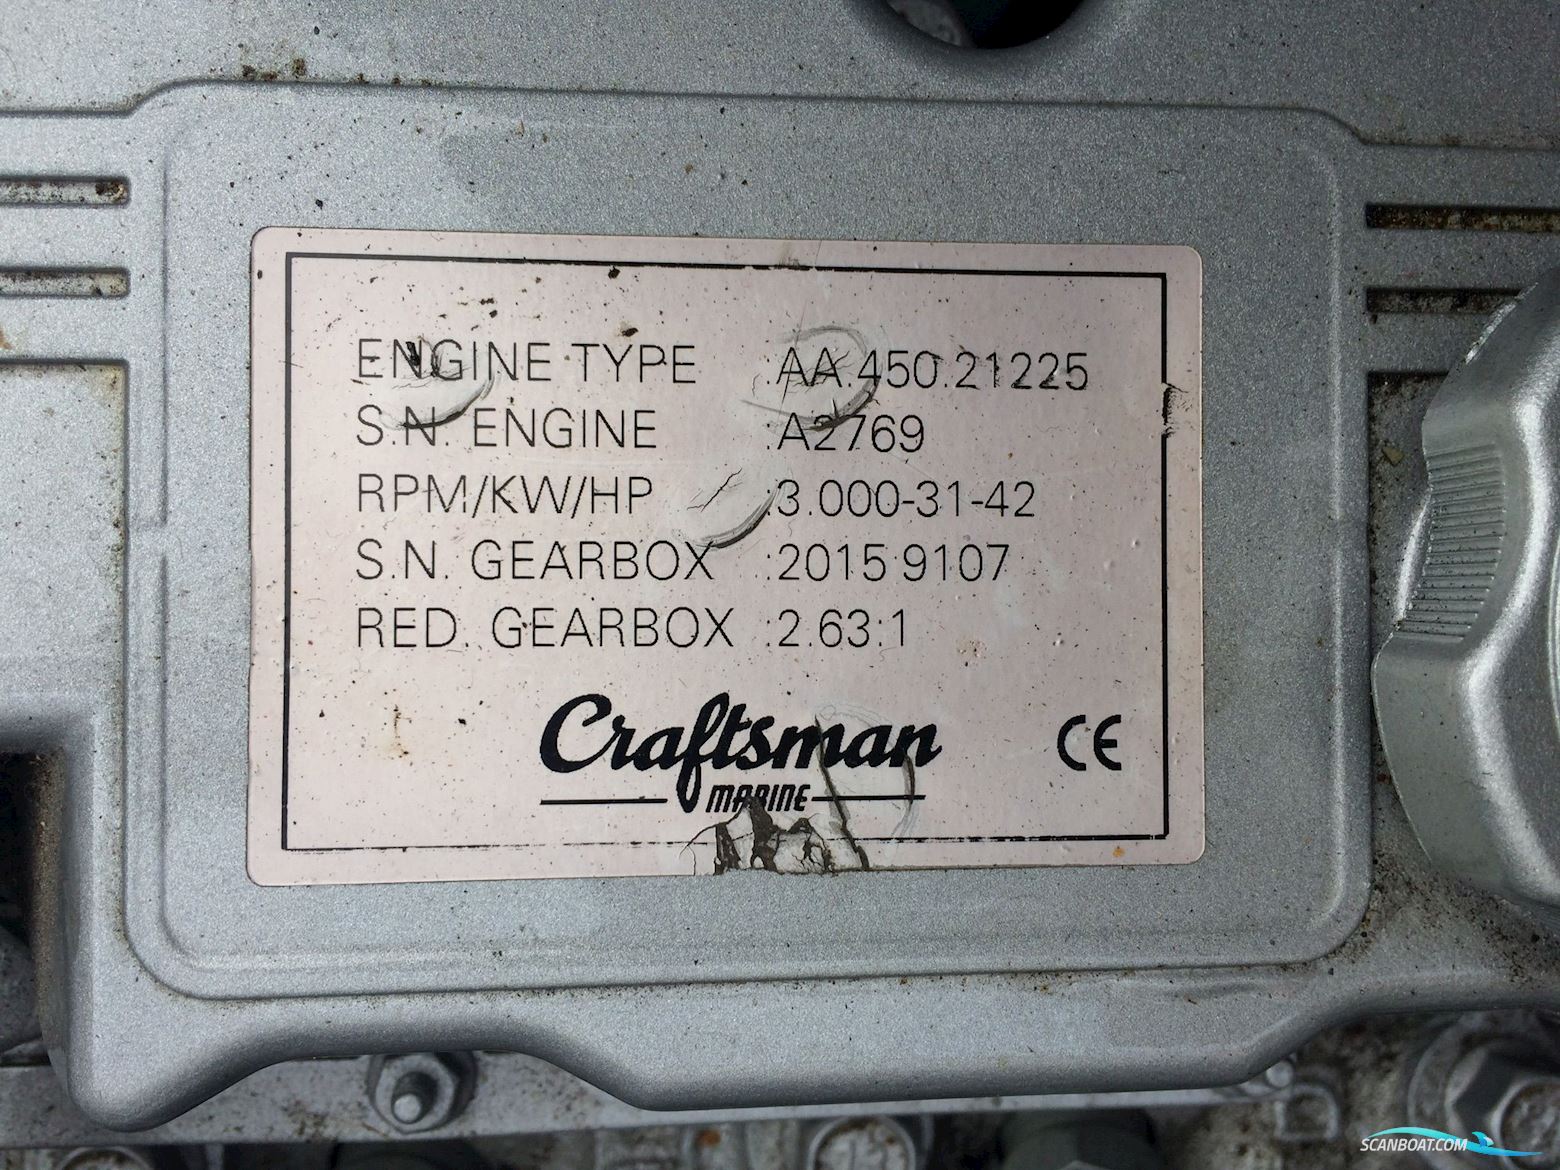 ENGINE TYPE :AA.450.21225
S.N. ENGINE :A2769
RPM/KW/HP :3.000-31-42
S.N. GEARBOX :2015 9107
RED. GEARBOX :2.63:1
Craftsman
MARINE
CE
SCANBOAT.COM